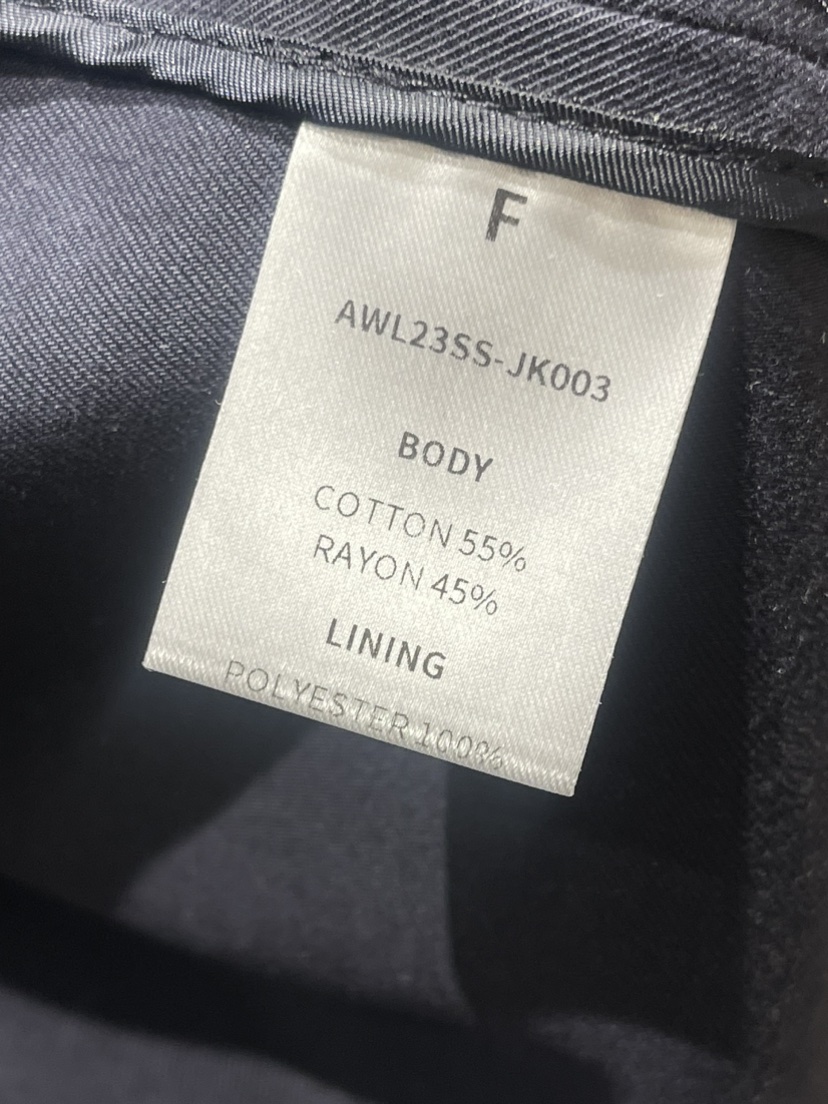 F
AWL23SS-JK003
BODY
COTTON 55%
RAYON 45%
LINING
POLYESTER 100%